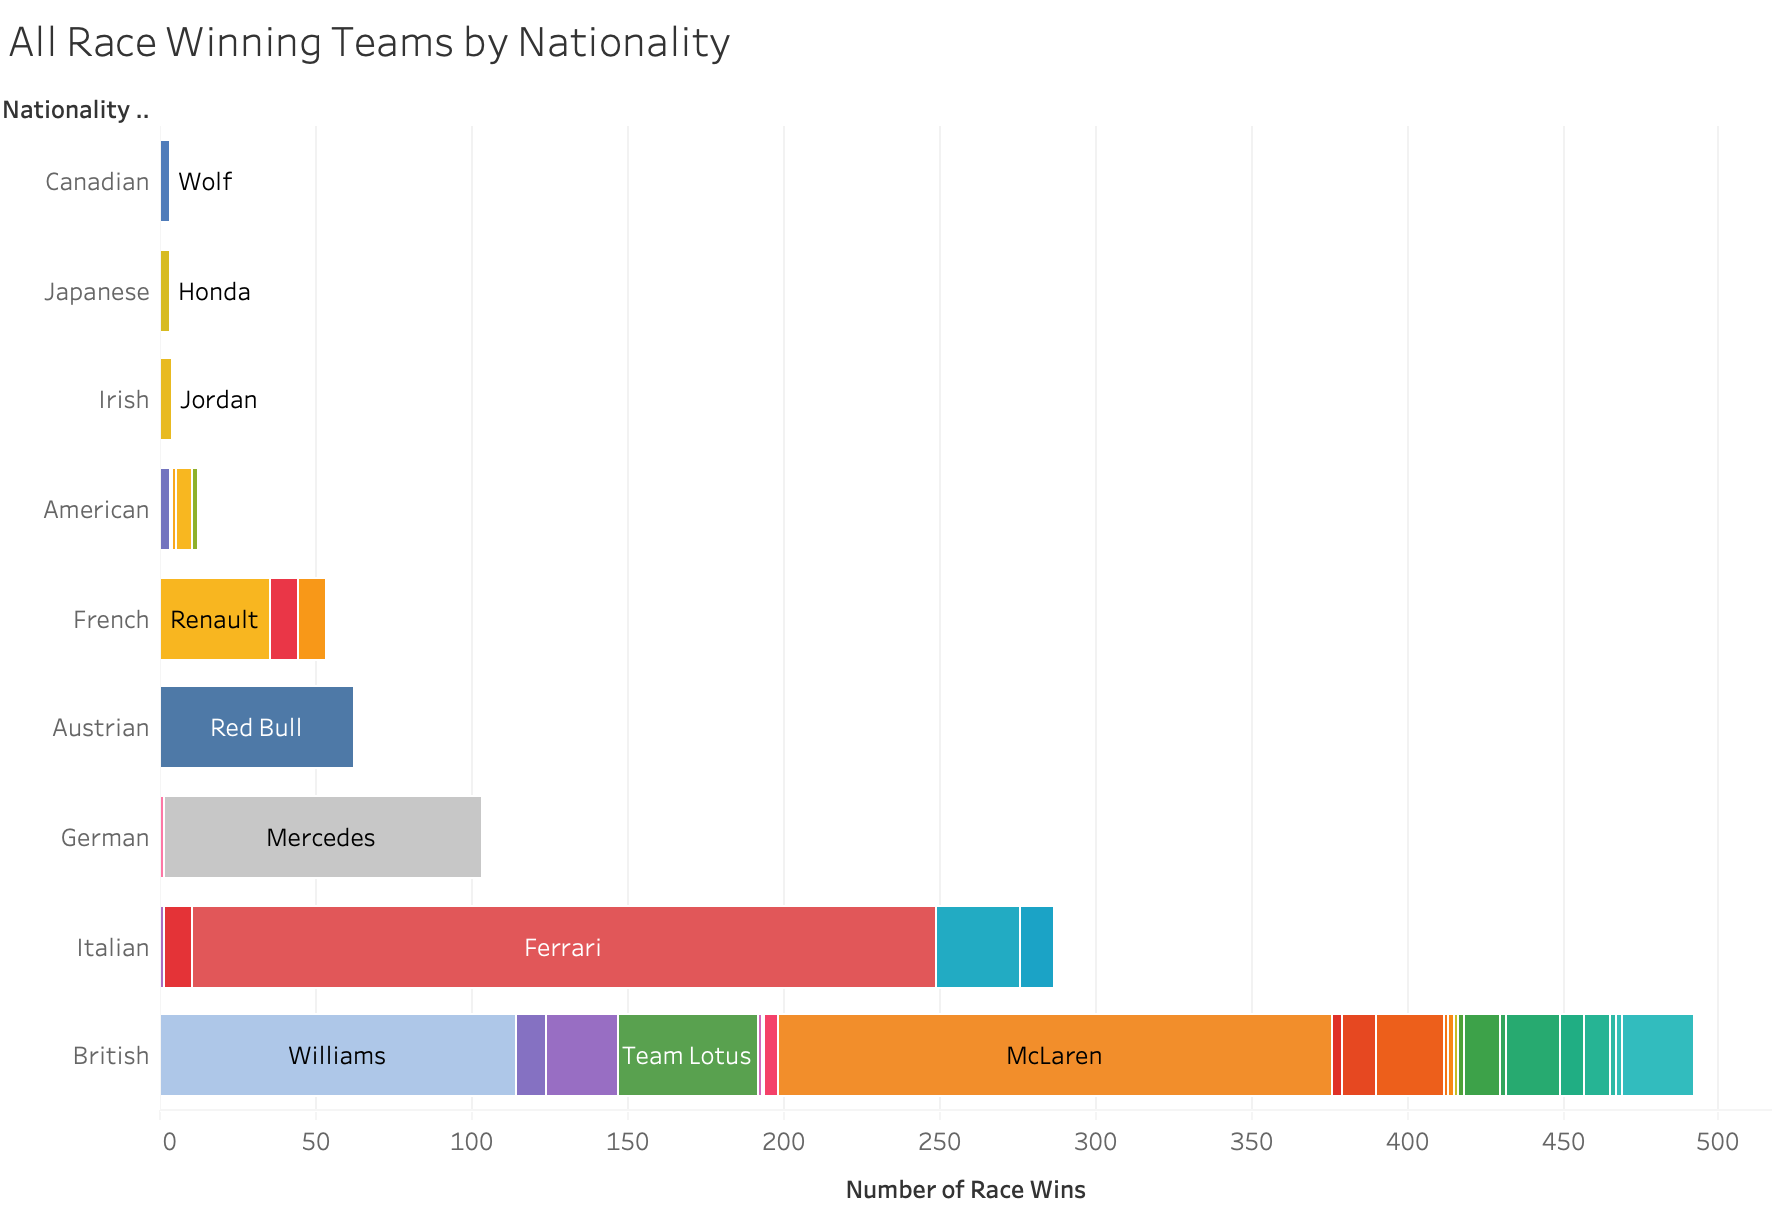 All Race Winning Teams by Nationality
Nationality ..
Canadian Wolf
Japanese Honda
Irish Jordan
American
French Renault
Austrian Red Bull
German Mercedes
Italian Ferrari
British Williams Team Lotus McLaren
0 50 100 150 200 250 300 350 400 450 500
Number of Race Wins